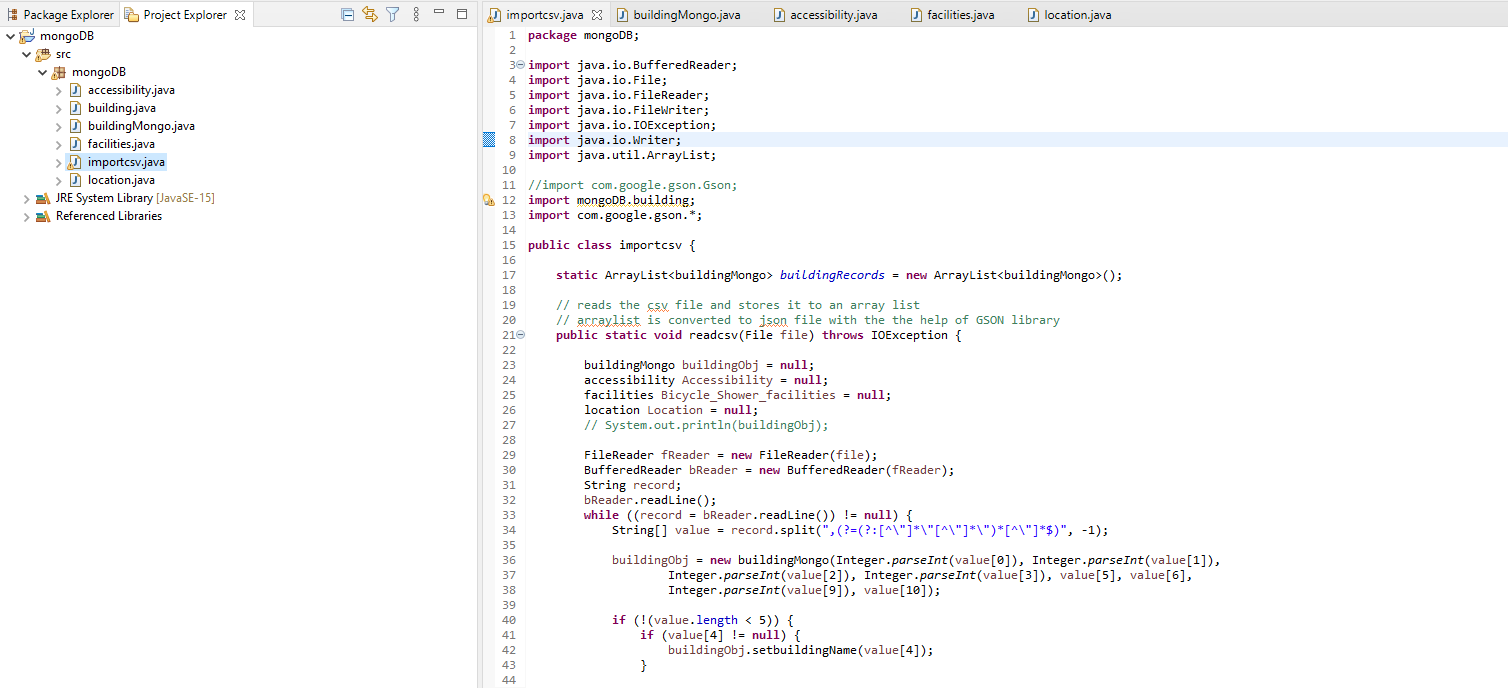 Package Explorer
Project Explorer
mongoDB
src
mongoDB
accessibility.java
building.java
buildingMongo.java
facilities.java
importcsv.java
location.java
JRE System Library [JavaSE-15]
Referenced Libraries
importcsv.java
buildingMongo.java
accessibility.java
facilities.java
location.java
1 package mongoDB;
2
3 import java.io.BufferedReader;
4 import java.io.File;
5 import java.io.FileReader;
6 import java.io.FileWriter;
7 import java.io.IOException;
8 import java.io.Writer;
9 import java.util.ArrayList;
10
11 //import com.google.gson.Gson;
12 import mongoDB.building;
13 import com.google.gson.*;
14
15 public class importcsv {
16
17     static ArrayList<buildingMongo> buildingRecords = new ArrayList<buildingMongo>();
18
19     // reads the csv file and stores it to an array list
20     // arraylist is converted to json file with the the help of GSON library
21     public static void readcsv(File file) throws IOException {
22
23         buildingMongo buildingObj = null;
24         accessibility Accessibility = null;
25         facilities Bicycle_Shower_facilities = null;
26         location Location = null;
27         // System.out.println(buildingObj);
28
29         FileReader fReader = new FileReader(file);
30         BufferedReader bReader = new BufferedReader(fReader);
31         String record;
32         bReader.readLine();
33         while ((record = bReader.readLine()) != null) {
34             String[] value = record.split(",(?=(?:[^\"]*\"[^\"]*\")*[^\"]*$)", -1);
35
36             buildingObj = new buildingMongo(Integer.parseInt(value[0]), Integer.parseInt(value[1]),
37                     Integer.parseInt(value[2]), Integer.parseInt(value[3]), value[5], value[6],
38                     Integer.parseInt(value[9]), value[10]);
39
40             if (!(value.length < 5)) {
41                 if (value[4] != null) {
42                     buildingObj.setbuildingName(value[4]);
43                 }
44